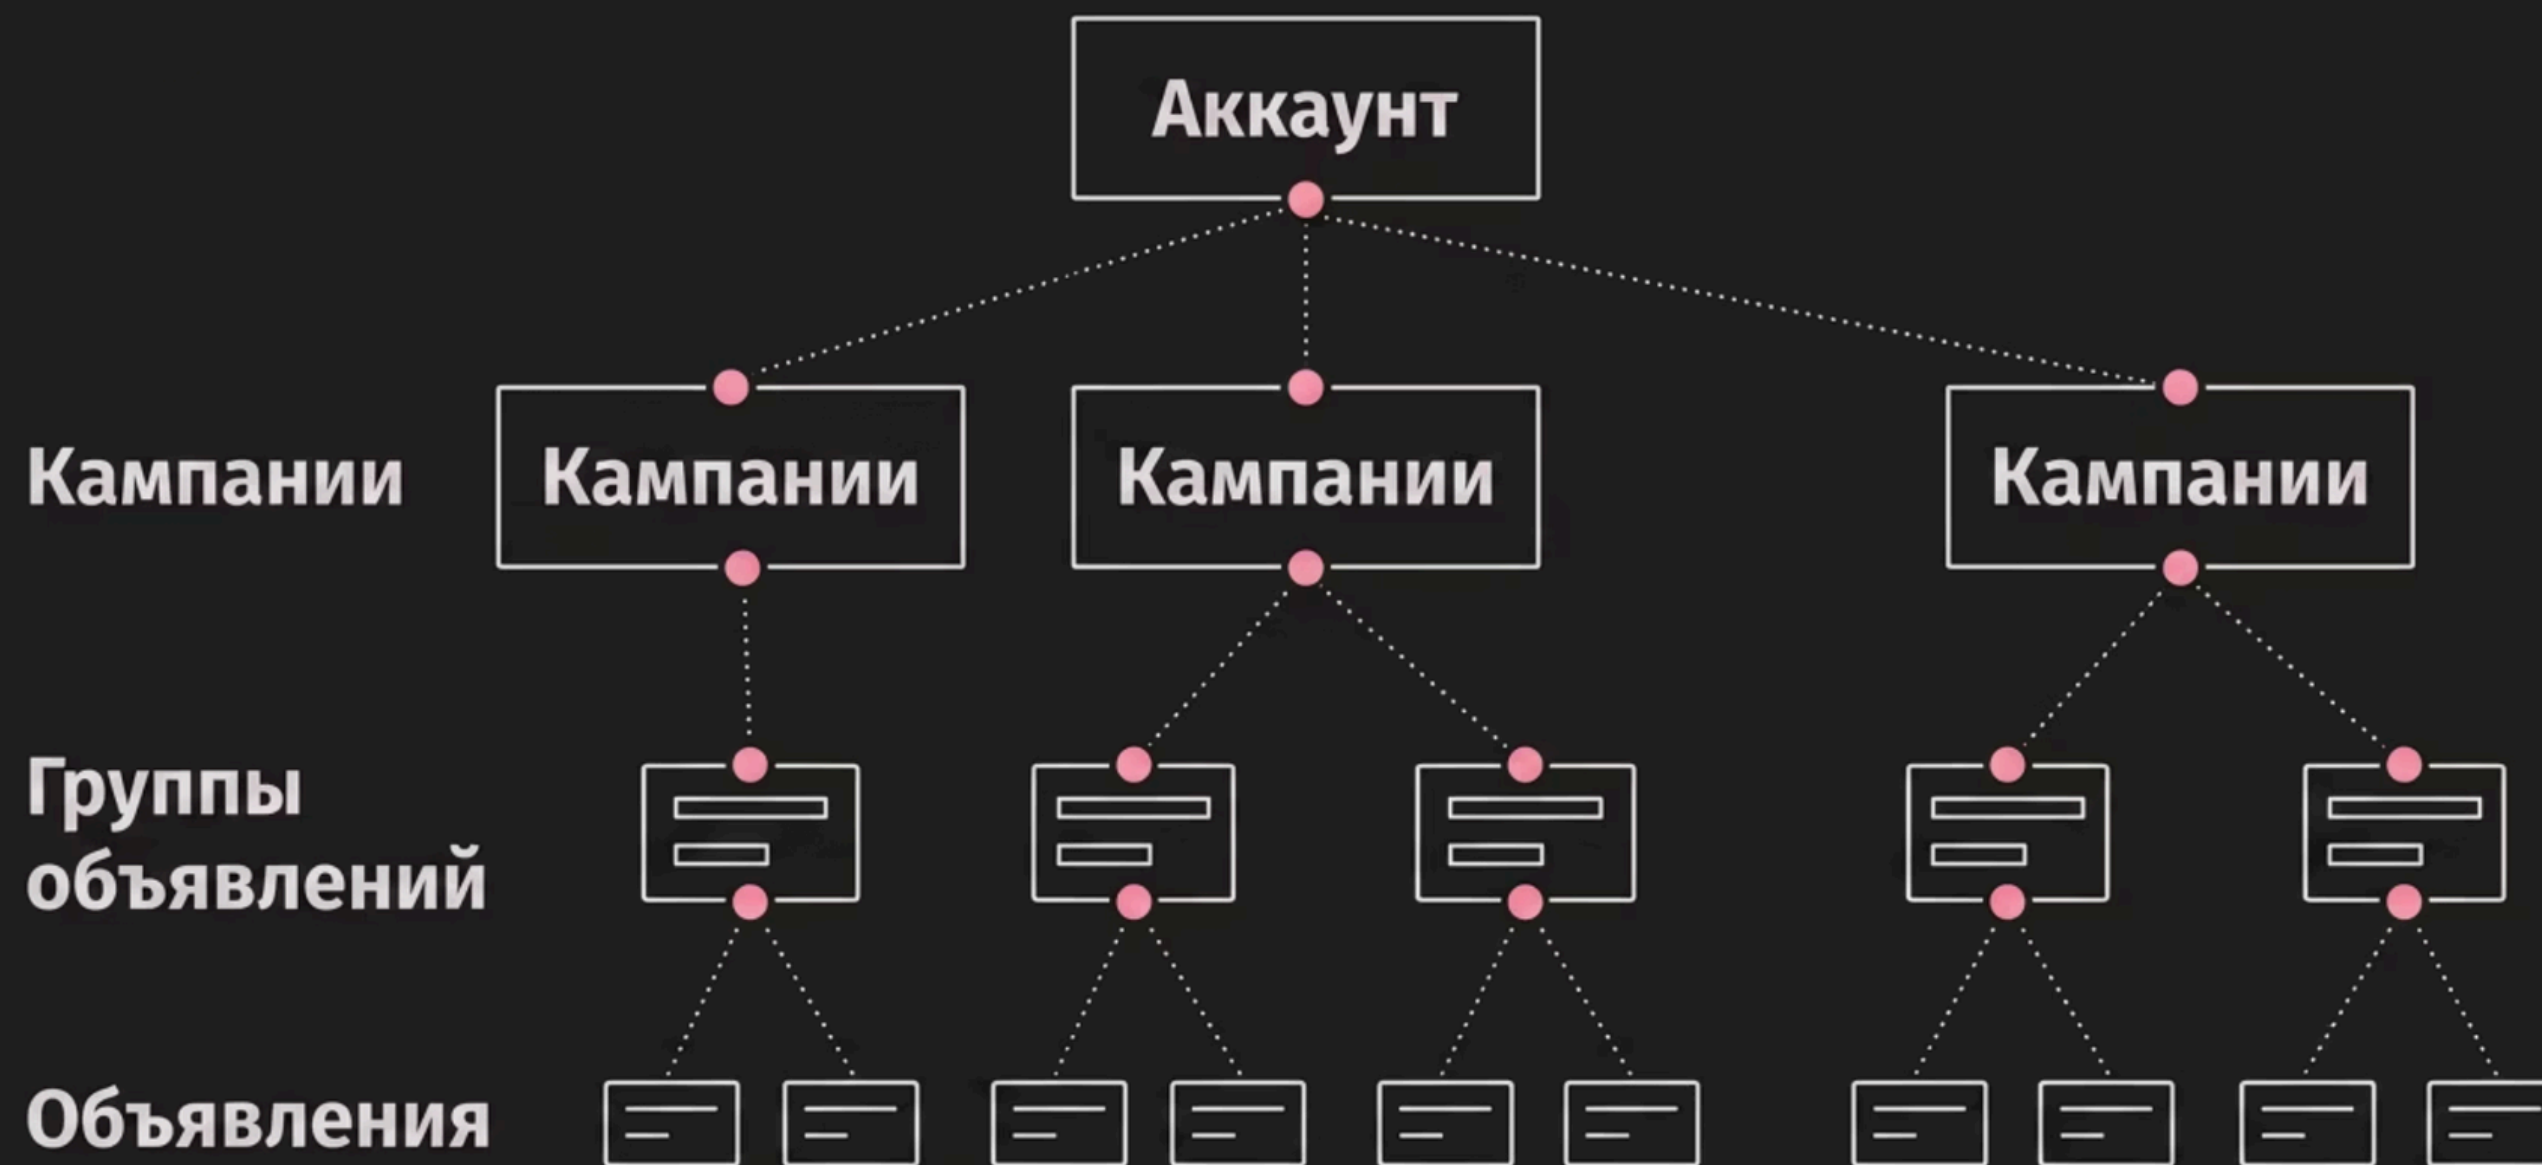 Аккаунт
Кампании
Кампании
Кампании
Кампании
Группы
объявлений
Объявления